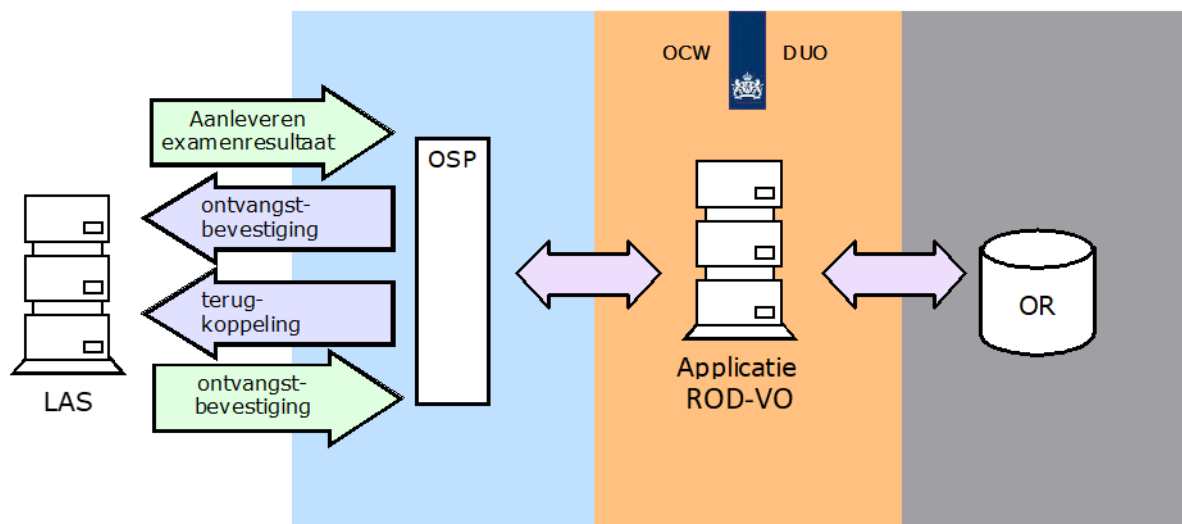 OCW
DUO
Aanleveren
examenresultaat
OSP
ontvangst-
bevestiging
terug-
koppeling
ontvangst-
bevestiging
LAS
Applicatie
ROD-VO
OR